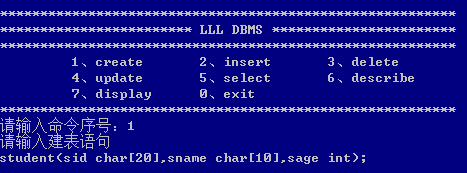 ****************************************************
********************** LLL DBMS ********************
****************************************************
1、create 2、insert 3、delete
4、update 5、select 6、describe
7、display 0、exit
****************************************************
请输入命令序号：1
请输入建表语句
student(sid char[20],sname char[10],sage int);